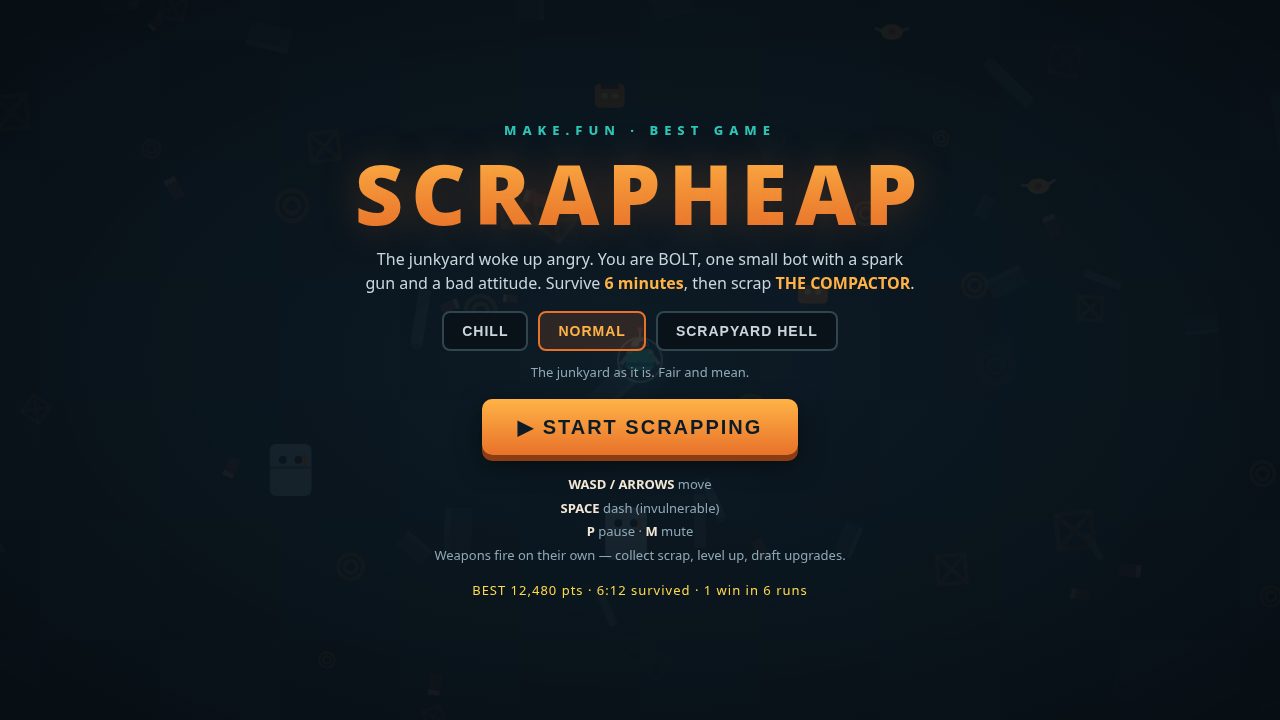 MAKE.FUN · BEST GAME
SCRAPHEAP
The junkyard woke up angry. You are BOLT, one small bot with a spark
gun and a bad attitude. Survive 6 minutes, then scrap THE COMPACTOR.
CHILL NORMAL SCRAPYARD HELL
The junkyard as it is. Fair and mean.
▶ START SCRAPPING
WASD / ARROWS move
SPACE dash (invulnerable)
P pause · M mute
Weapons fire on their own — collect scrap, level up, draft upgrades.
BEST 12,480 pts · 6:12 survived · 1 win in 6 runs